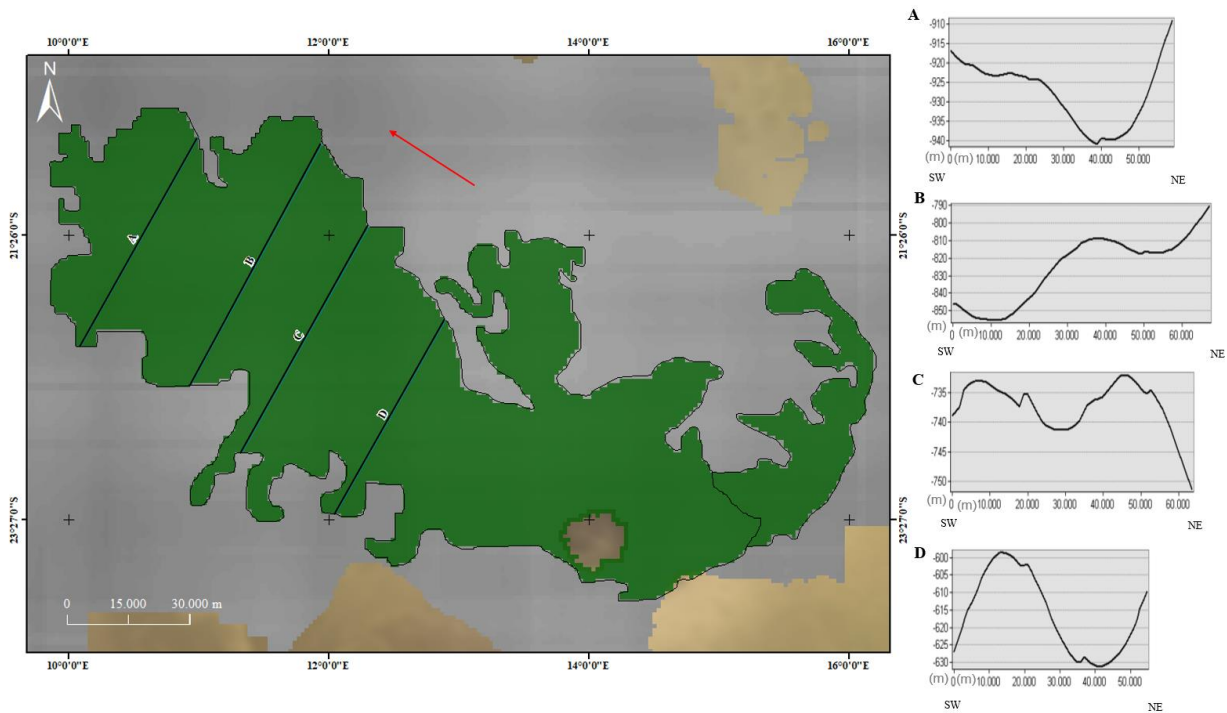 10°0'0"E 12°0'0"E 14°0'0"E 16°0'0"E
N
21°26'0"S
21°26'0"S
23°27'0"S
23°27'0"S
A
B
C
D
0 15.000 30.000 m
10°0'0"E 12°0'0"E 14°0'0"E 16°0'0"E
A
-910
-915
-920
-925
-930
-935
-940
(m) (m) 10.000 20.000 30.000 40.000 50.000
SW NE
B
-790
-800
-810
-820
-830
-840
-850
(m) 0 10.000 20.000 30.000 40.000 50.000 60.000
SW NE
C
-735
-740
-745
-750
(m) (m) 10.000 20.000 30.000 40.000 50.000 60.000
SW NE
D
-600
-605
-610
-615
-620
-625
-630
(m) (m) 10.000 20.000 30.000 40.000 50.000
SW NE